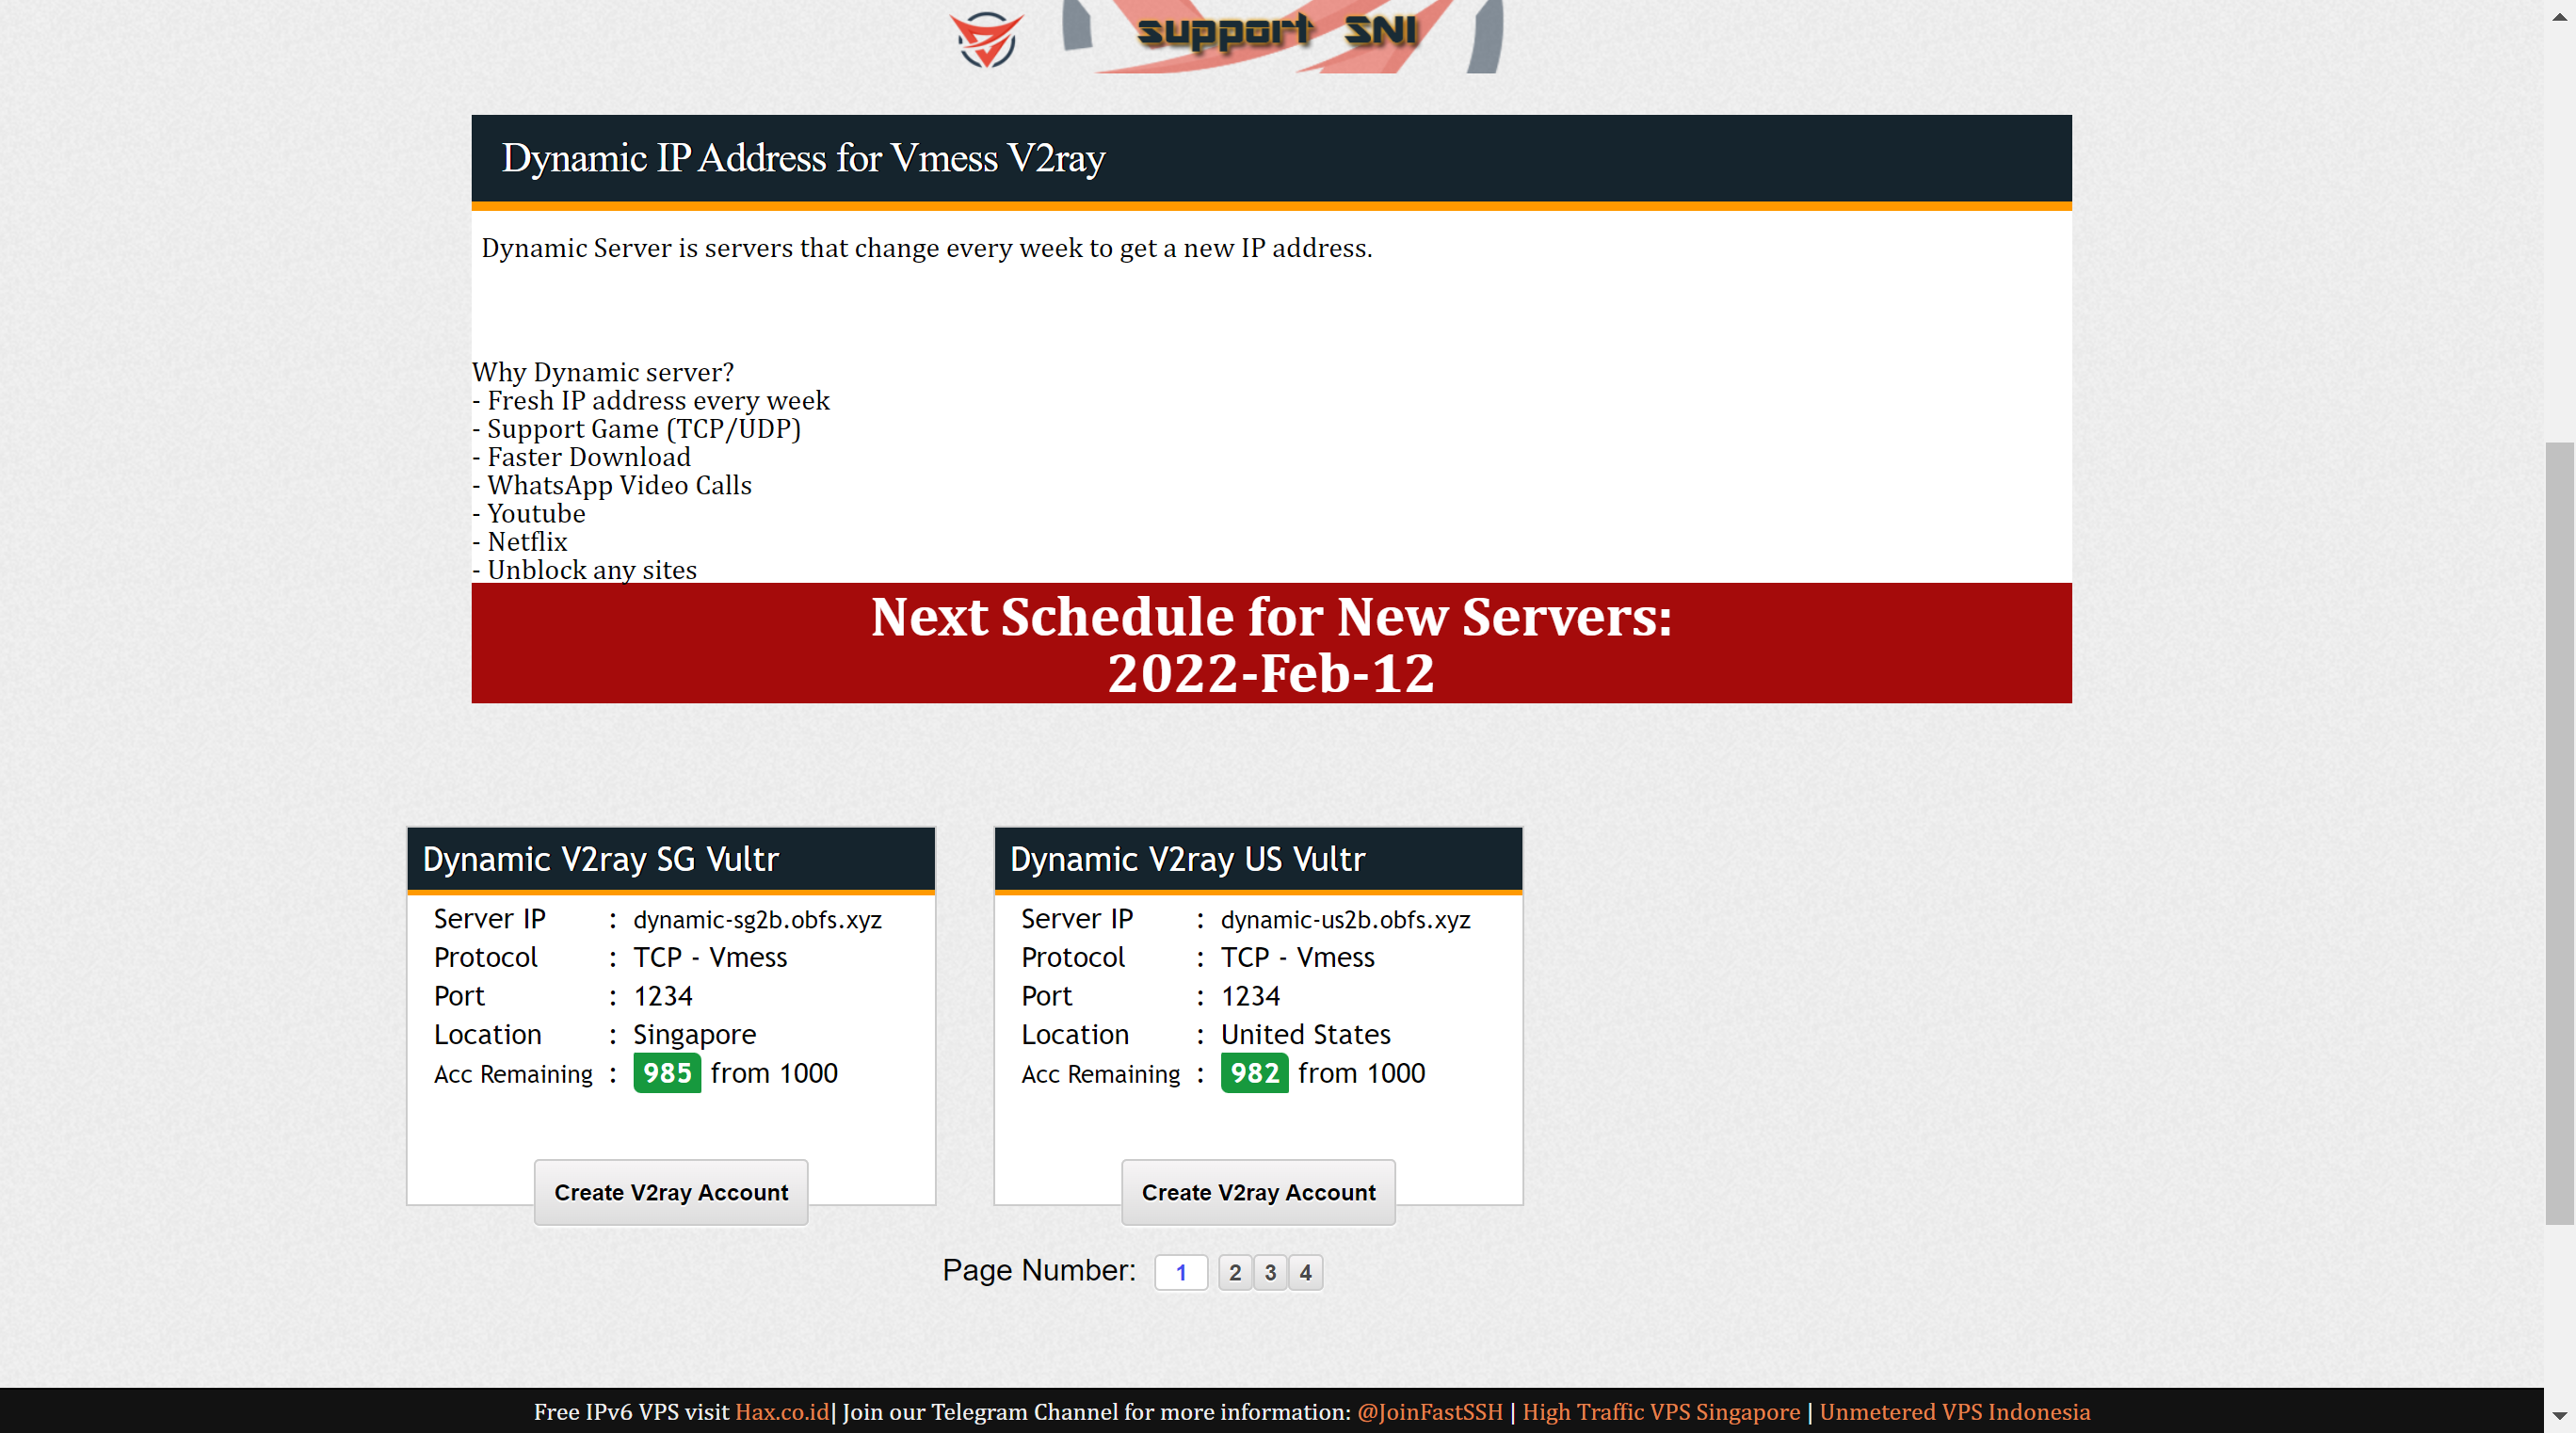 support SNI
Dynamic IP Address for Vmess V2ray
Dynamic Server is servers that change every week to get a new IP address.
Why Dynamic server?
- Fresh IP address every week
- Support Game (TCP/UDP)
- Faster Download
- WhatsApp Video Calls
- Youtube
- Netflix
- Unblock any sites
Next Schedule for New Servers:
2022-Feb-12
Dynamic V2ray SG Vultr
Server IP : dynamic-sg2b.obfs.xyz
Protocol : TCP - Vmess
Port : 1234
Location : Singapore
Acc Remaining : 985 from 1000
Create V2ray Account
Dynamic V2ray US Vultr
Server IP : dynamic-us2b.obfs.xyz
Protocol : TCP - Vmess
Port : 1234
Location : United States
Acc Remaining : 982 from 1000
Create V2ray Account
Page Number: 1 2 3 4
Free IPv6 VPS visit Hax.co.id| Join our Telegram Channel for more information: @JoinFastSSH | High Traffic VPS Singapore | Unmetered VPS Indonesia